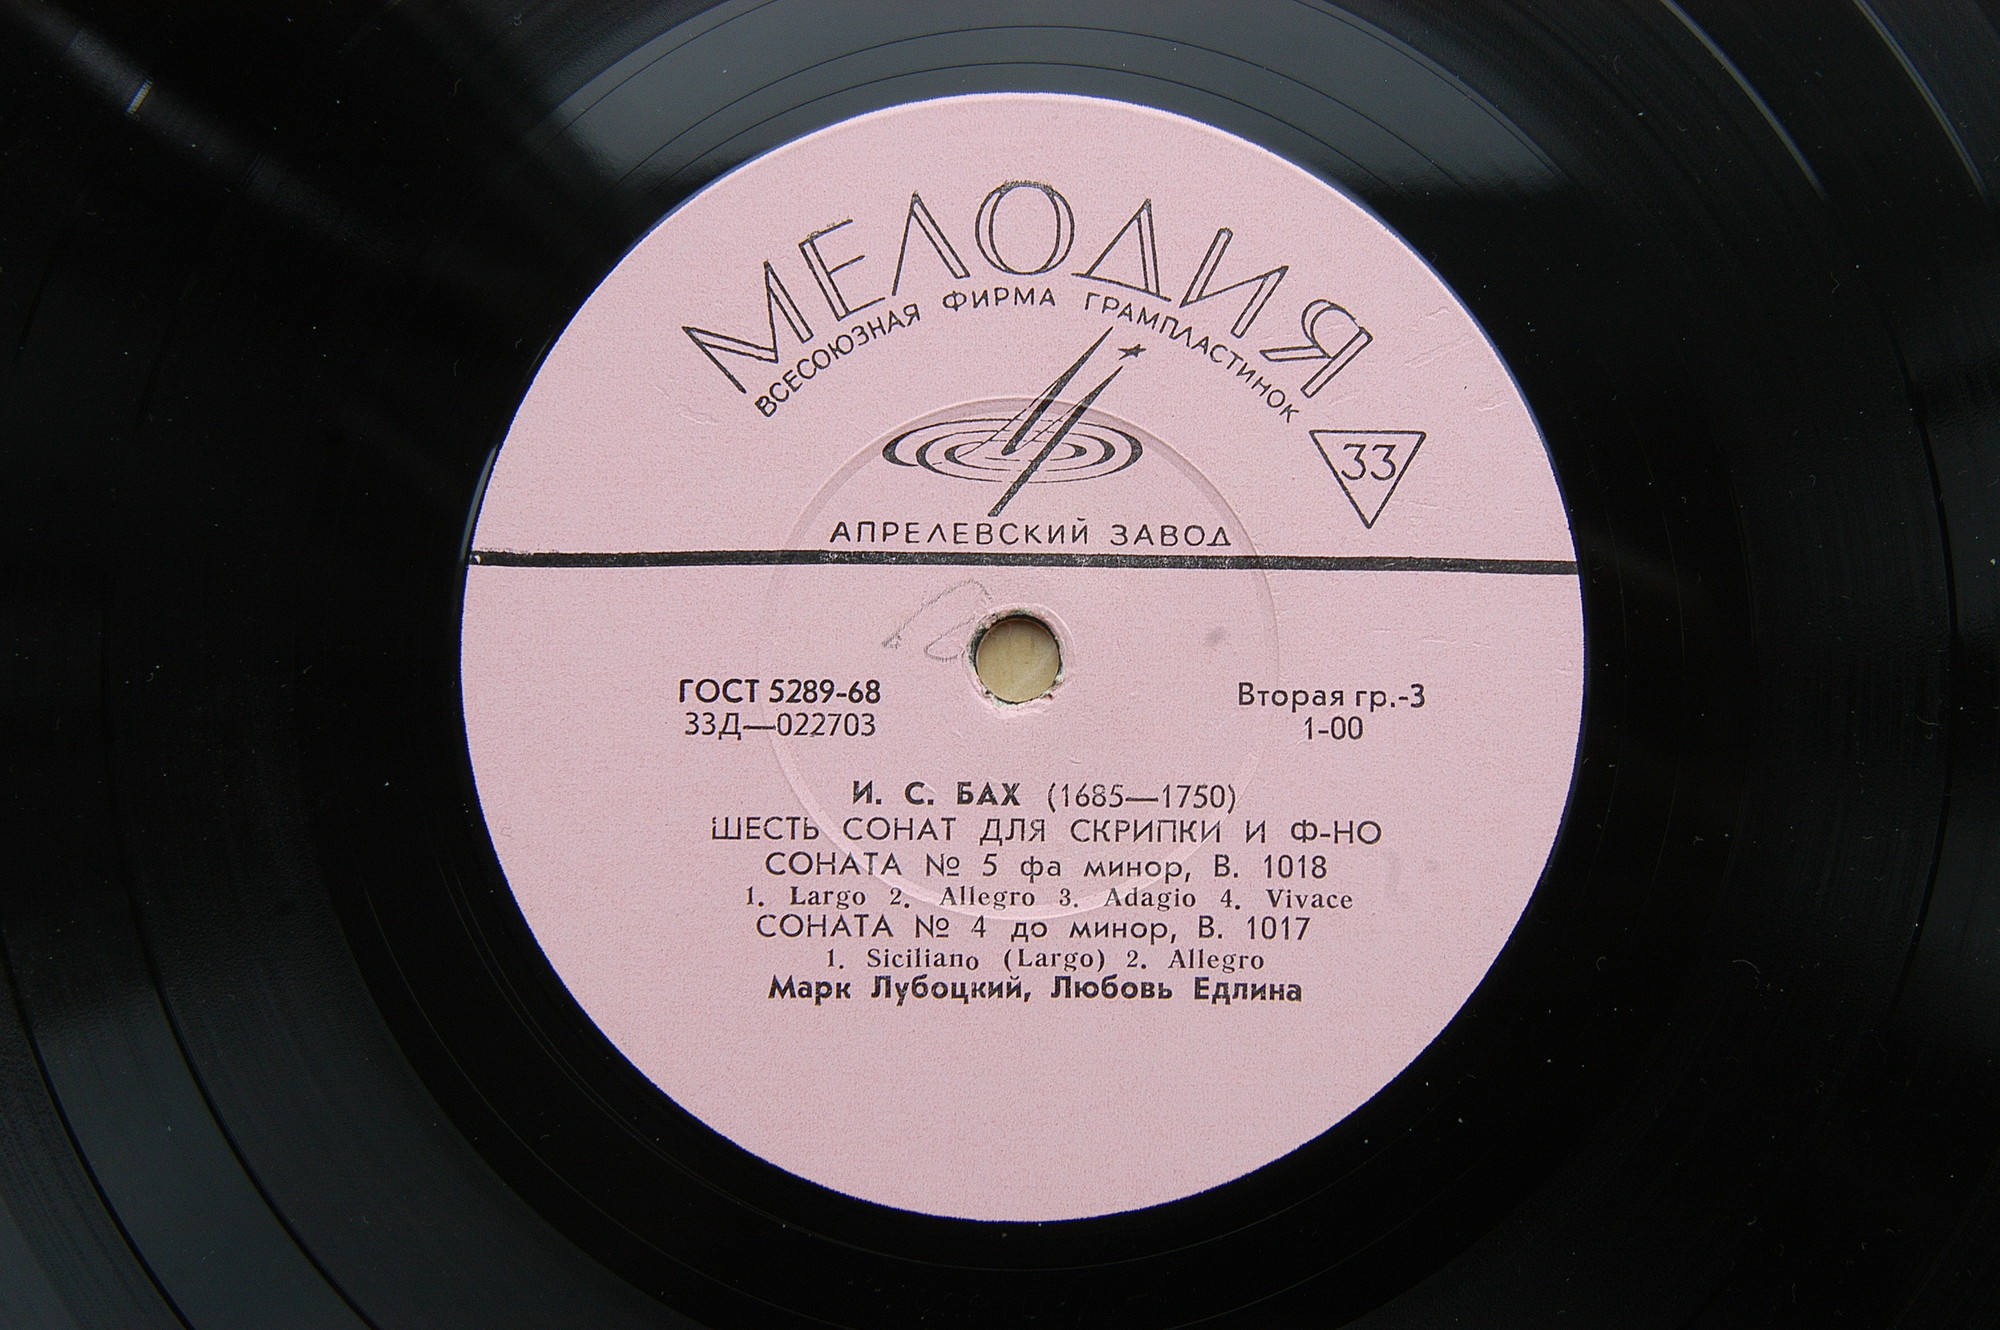 МЕЛОДИЯ
ВСЕСОЮЗНАЯ ФИРМА ГРАМПЛАСТИНОК
33
АПРЕЛЕВСКИЙ ЗАВОД
ГОСТ 5289-68
33Д—022703
Вторая гр.-3
1-00
И. С. БАХ (1685—1750)
ШЕСТЬ СОНАТ ДЛЯ СКРИПКИ И Ф-НО
СОНАТА № 5 фа минор, В. 1018
1. Largo 2. Allegro 3. Adagio 4. Vivace
СОНАТА № 4 до минор, В. 1017
1. Siciliano (Largo) 2. Allegro
Марк Лубоцкий, Любовь Едлина